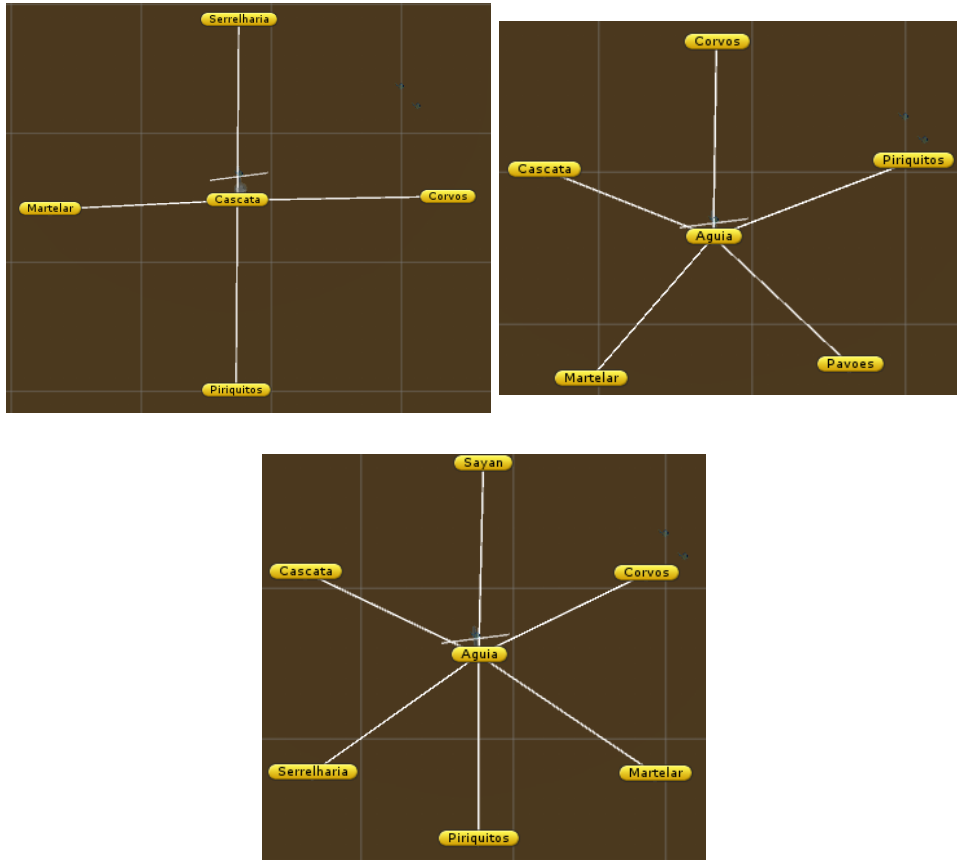 Serrelharia
Martelar
Cascata
Corvos
Piriquitos
Corvos
Cascata
Piriquitos
Aguia
Martelar
Pavoes
Sayan
Cascata
Corvos
Aguia
Serrelharia
Martelar
Piriquitos